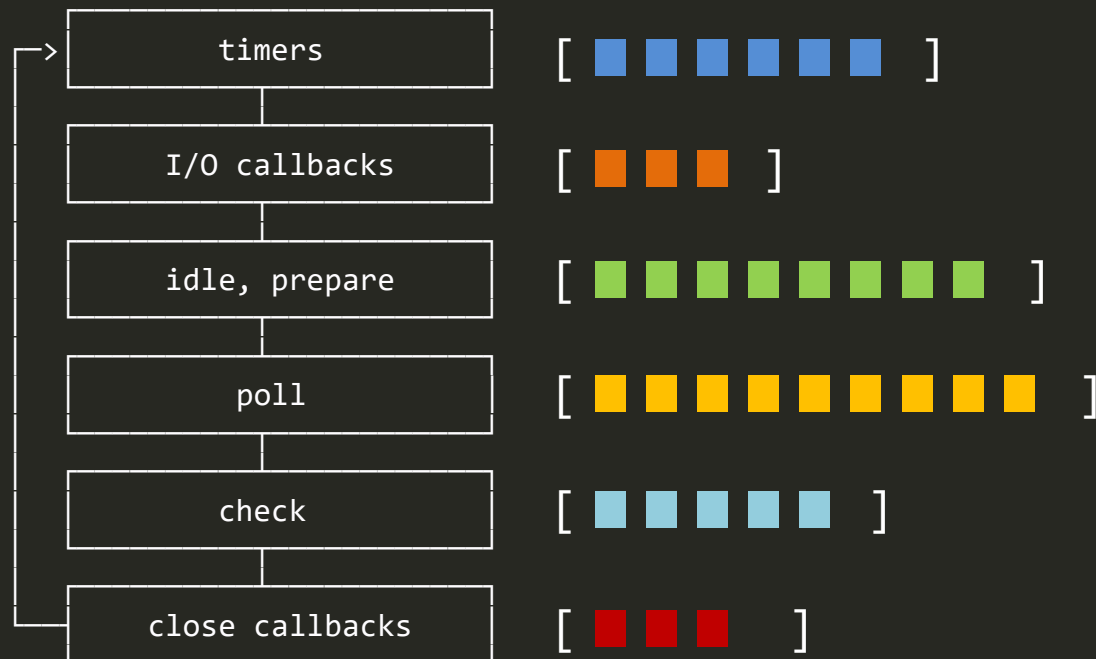 timers [ ]
I/O callbacks [ ]
idle, prepare [ ]
poll [ ]
check [ ]
close callbacks [ ]